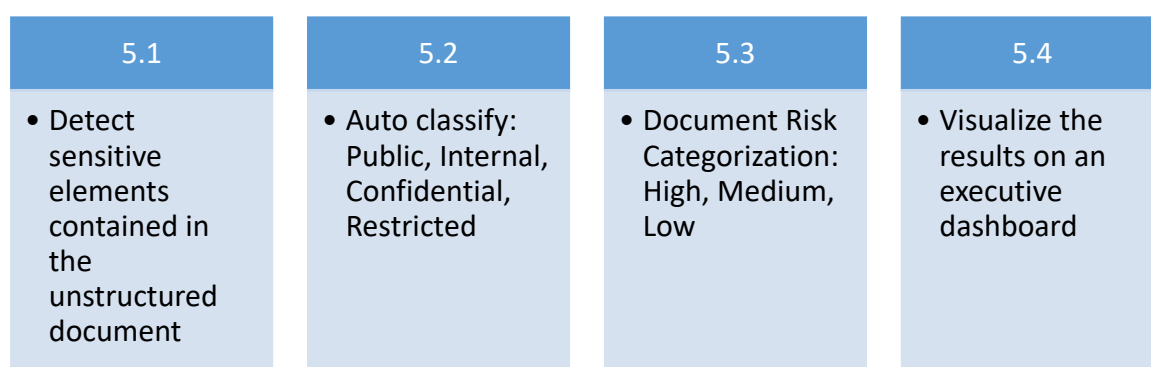 5.1
• Detect
sensitive
elements
contained in
the
unstructured
document
5.2
• Auto classify:
Public, Internal,
Confidential,
Restricted
5.3
• Document Risk
Categorization:
High, Medium,
Low
5.4
• Visualize the
results on an
executive
dashboard